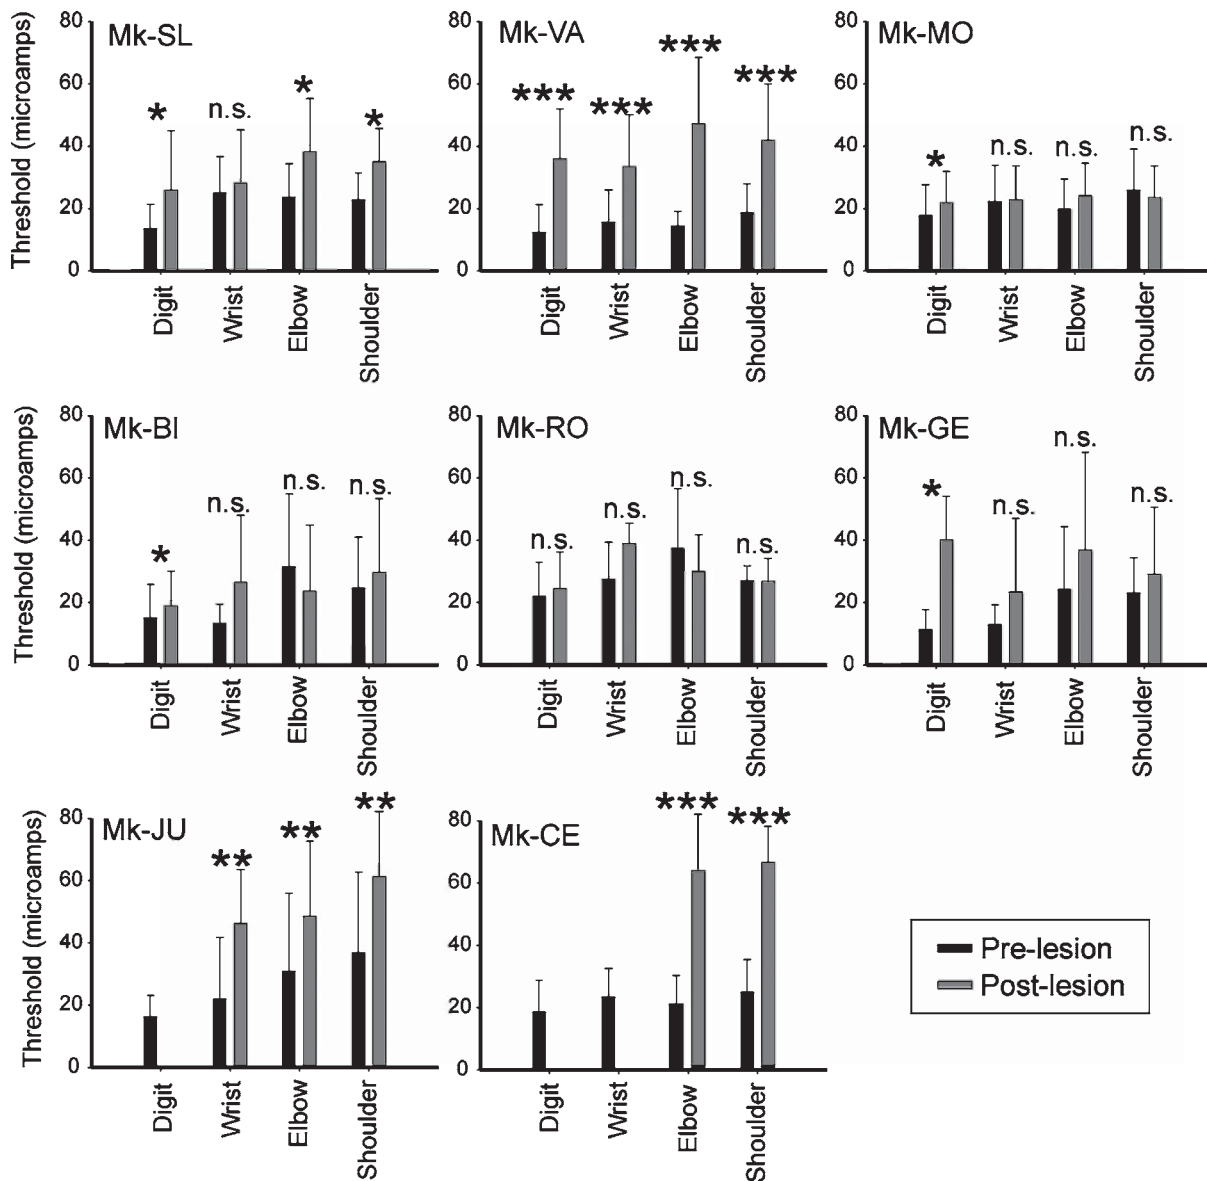 Mk-SL
Threshold (microamps)
80
60
40
20
0
*
n.s.
*
*
Digit
Wrist
Elbow
Shoulder
Mk-VA
80
60
40
20
0
***
***
***
***
Digit
Wrist
Elbow
Shoulder
Mk-MO
80
60
40
20
0
*
n.s.
n.s.
n.s.
Digit
Wrist
Elbow
Shoulder
Mk-BI
Threshold (microamps)
80
60
40
20
0
*
n.s.
n.s.
n.s.
Digit
Wrist
Elbow
Shoulder
Mk-RO
80
60
40
20
0
n.s.
n.s.
n.s.
n.s.
Digit
Wrist
Elbow
Shoulder
Mk-GE
80
60
40
20
0
*
n.s.
n.s.
n.s.
Digit
Wrist
Elbow
Shoulder
Mk-JU
Threshold (microamps)
80
60
40
20
0
**
**
**
Digit
Wrist
Elbow
Shoulder
Mk-CE
80
60
40
20
0
***
***
Digit
Wrist
Elbow
Shoulder
Pre-lesion
Post-lesion